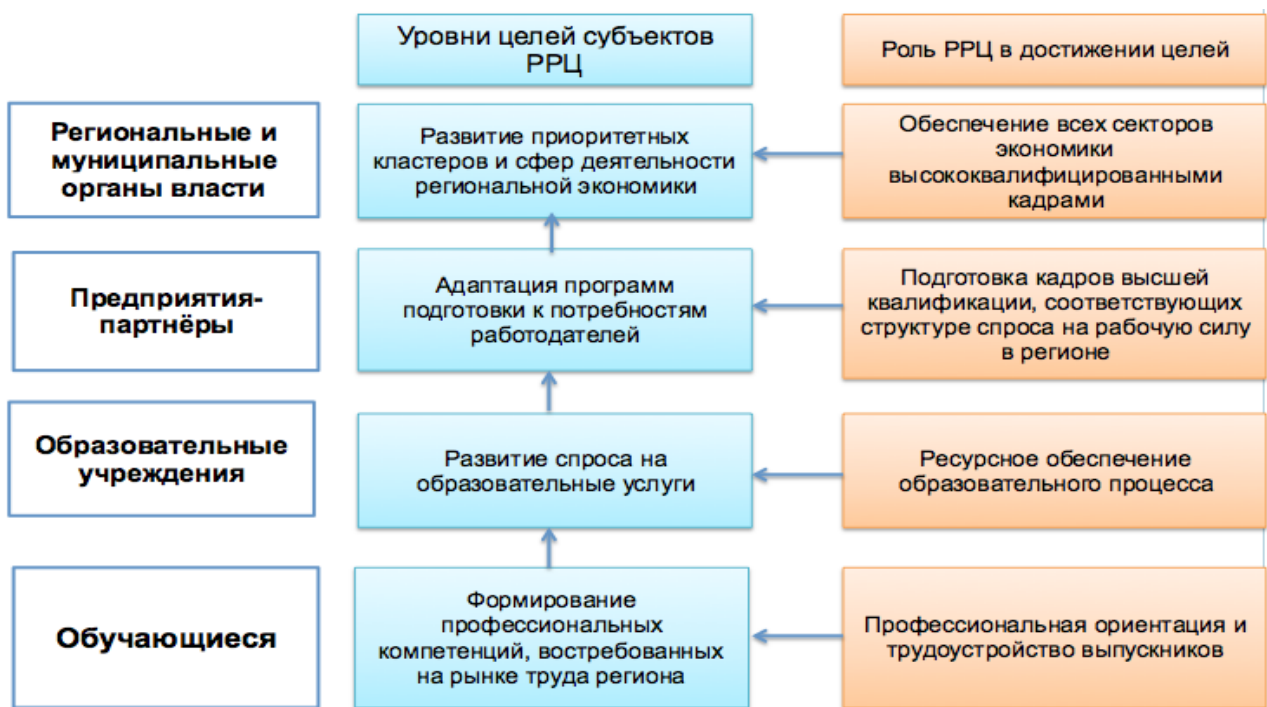 Уровни целей субъектов
РРЦ
Роль РРЦ в достижении целей
Региональные и
муниципальные
органы власти
Развитие приоритетных
кластеров и сфер деятельности
региональной экономики
Обеспечение всех секторов
экономики
высококвалифицированными
кадрами
Предприятия-
партнёры
Адаптация программ
подготовки к потребностям
работодателей
Подготовка кадров высшей
квалификации, соответствующих
структуре спроса на рабочую силу
в регионе
Образовательные
учреждения
Развитие спроса на
образовательные услуги
Ресурсное обеспечение
образовательного процесса
Обучающиеся
Формирование
профессиональных
компетенций, востребованных
на рынке труда региона
Профессиональная ориентация и
трудоустройство выпускников